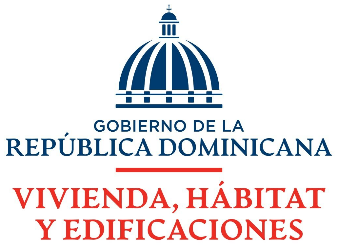 GOBIERNO DE LA
REPÚBLICA DOMINICANA
VIVIENDA, HÁBITAT
Y EDIFICACIONES